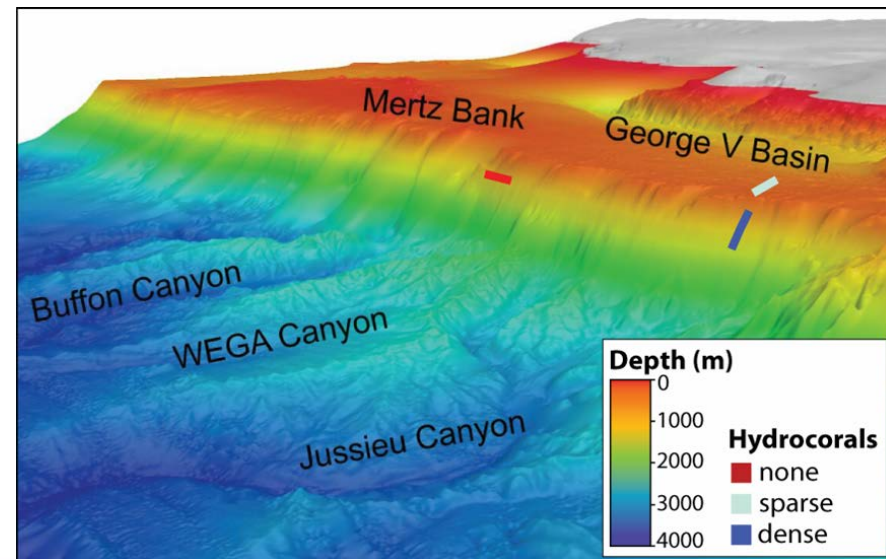 Mertz Bank
George V Basin
Buffon Canyon
WEGA Canyon
Jussieu Canyon
Depth (m)
0
1000
2000
3000
4000
Hydrocorals
none
sparse
dense